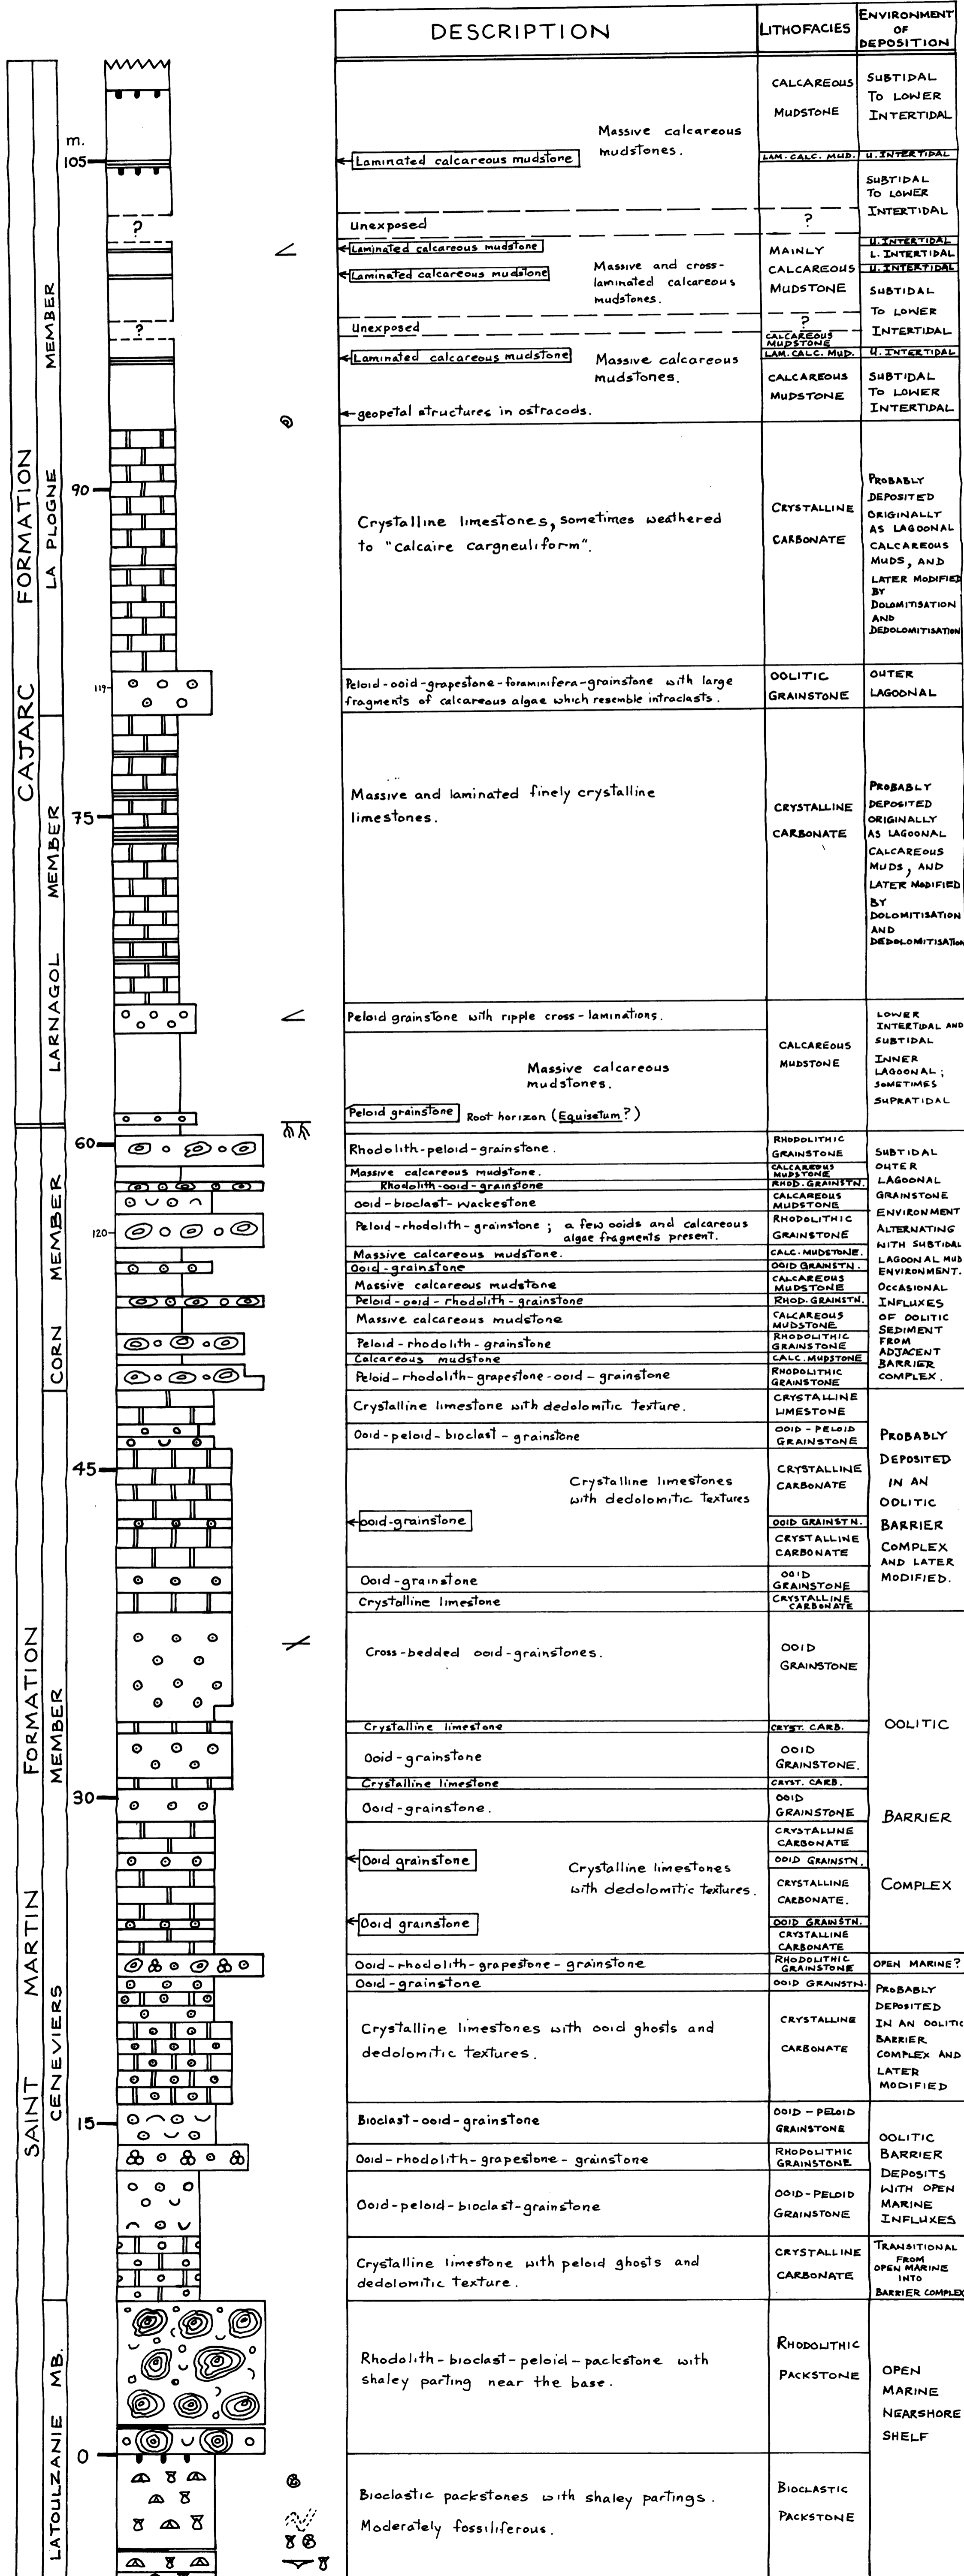 DESCRIPTION
LITHOFACIES
ENVIRONMENT
OF
DEPOSITION
CAJARC FORMATION
SAINT MARTIN FORMATION
LA PLOGNE MEMBER
LARNAGOL MEMBER
CORN MEMBER
CENEVIERS MEMBER
LATOULZANIE MB.
m.
105
?
?
90
119
75
60
120
45
30
15
0
Massive calcareous
mudstones.
Laminated calcareous mudstone
Unexposed
Laminated calcareous mudstone
Laminated calcareous mudstone
Massive and cross-
laminated calcareous
mudstones.
Unexposed
Laminated calcareous mudstone
Massive calcareous
mudstones.
geopetal structures in ostracods.
Crystalline limestones, sometimes weathered
to "calcaire cargneuliform".
Peloid-ooid-grapestone-foraminifera-grainstone with large
fragments of calcareous algae which resemble intraclasts.
Massive and laminated finely crystalline
limestones.
Peloid grainstone with ripple cross-laminations.
Massive calcareous
mudstones.
Peloid grainstone Root horizon (Equisetum?)
Rhodolith-peloid-grainstone.
Massive calcareous mudstone.
Rhodolith-ooid-grainstone
ooid-bioclast-wackestone
Peloid-rhodolith-grainstone; a few ooids and calcareous
algae fragments present.
Massive calcareous mudstone.
Ooid-grainstone
Massive calcareous mudstone
Peloid-ooid-rhodolith-grainstone
Massive calcareous mudstone
Peloid-rhodolith-grainstone
Calcareous mudstone
Peloid-rhodolith-grapestone-ooid-grainstone
Crystalline limestone with dedolomitic texture.
Ooid-peloid-bioclast-grainstone
Crystalline limestones
with dedolomitic textures
ooid-grainstone
Ooid-grainstone
Crystalline limestone
Cross-bedded ooid-grainstones.
Crystalline limestone
Ooid-grainstone
Crystalline limestone
Ooid-grainstone.
Ooid grainstone
Crystalline limestones
with dedolomitic textures.
Ooid grainstone
Ooid-rhodolith-grapestone-grainstone
Ooid-grainstone
Crystalline limestones with ooid ghosts and
dedolomitic textures.
Bioclast-ooid-grainstone
Ooid-rhodolith-grapestone-grainstone
Ooid-peloid-bioclast-grainstone
Crystalline limestone with peloid ghosts and
dedolomitic texture.
Rhodolith-bioclast-peloid-packstone with
shaley parting near the base.
Bioclastic packstones with shaley partings.
Moderately fossiliferous.
CALCAREOUS
MUDSTONE
LAM. CALC. MUD.
?
MAINLY
CALCAREOUS
MUDSTONE
?
CALCAREOUS
MUDSTONE
LAM. CALC. MUD.
CALCAREOUS
MUDSTONE
CRYSTALLINE
CARBONATE
OOLITIC
GRAINSTONE
CRYSTALLINE
CARBONATE
CALCAREOUS
MUDSTONE
RHODOLITHIC
GRAINSTONE
CALCAREOUS
MUDSTONE
RHOD. GRAINSTN.
CALCAREOUS
MUDSTONE
RHODOLITHIC
GRAINSTONE
CALC. MUDSTONE.
OOID GRAINSTN.
CALCAREOUS
MUDSTONE
RHOD. GRAINSTN.
CALCAREOUS
MUDSTONE
RHODOLITHIC
GRAINSTONE
CALC. MUDSTONE
RHODOLITHIC
GRAINSTONE
CRYSTALLINE
LIMESTONE
OOID-PELOID
GRAINSTONE
CRYSTALLINE
CARBONATE
OOID GRAINSTN.
CRYSTALLINE
CARBONATE
OOID
GRAINSTONE
CRYSTALLINE
CARBONATE
OOID
GRAINSTONE
CRYST. CARB.
OOID
GRAINSTONE.
CRYST. CARB.
OOID
GRAINSTONE
CRYSTALLINE
CARBONATE
OOID GRAINSTN.
CRYSTALLINE
CARBONATE.
OOID GRAINSTN.
CRYSTALLINE
CARBONATE
RHODOLITHIC
GRAINSTONE
OOID GRAINSTN.
CRYSTALLINE
CARBONATE
OOID-PELOID
GRAINSTONE
RHODOLITHIC
GRAINSTONE
OOID-PELOID
GRAINSTONE
CRYSTALLINE
CARBONATE
RHODOLITHIC
PACKSTONE
BIOCLASTIC
PACKSTONE
SUBTIDAL
TO LOWER
INTERTIDAL
U. INTERTIDAL
SUBTIDAL
TO LOWER
INTERTIDAL
U. INTERTIDAL
L. INTERTIDAL
U. INTERTIDAL
SUBTIDAL
TO LOWER
INTERTIDAL
U. INTERTIDAL
SUBTIDAL
TO LOWER
INTERTIDAL
PROBABLY
DEPOSITED
ORIGINALLY
AS LAGOONAL
CALCAREOUS
MUDS, AND
LATER MODIFIED
BY
DOLOMITISATION
AND
DEDOLOMITISATION
OUTER
LAGOONAL
PROBABLY
DEPOSITED
ORIGINALLY
AS LAGOONAL
CALCAREOUS
MUDS, AND
LATER MODIFIED
BY
DOLOMITISATION
AND
DEDOLOMITISATION
LOWER
INTERTIDAL AND
SUBTIDAL
INNER
LAGOONAL;
SOMETIMES
SUPRATIDAL
SUBTIDAL
OUTER
LAGOONAL
GRAINSTONE
ENVIRONMENT
ALTERNATING
WITH SUBTIDAL
LAGOONAL MUD
ENVIRONMENT.
OCCASIONAL
INFLUXES
OF OOLITIC
SEDIMENT
FROM
ADJACENT
BARRIER
COMPLEX.
PROBABLY
DEPOSITED
IN AN
OOLITIC
BARRIER
COMPLEX
AND LATER
MODIFIED.
OOLITIC
BARRIER
COMPLEX
OPEN MARINE?
PROBABLY
DEPOSITED
IN AN OOLITIC
BARRIER
COMPLEX AND
LATER
MODIFIED
OOLITIC
BARRIER
DEPOSITS
WITH OPEN
MARINE
INFLUXES
TRANSITIONAL
FROM
OPEN MARINE
INTO
BARRIER COMPLEX
OPEN
MARINE
NEARSHORE
SHELF